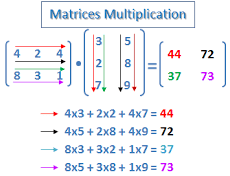 Matrices Multiplication
4 2 4 3 5 44 72
8 3 1 • 2 8 = 37 73
7 9
4x3 + 2x2 + 4x7 = 44
4x5 + 2x8 + 4x9 = 72
8x3 + 3x2 + 1x7 = 37
8x5 + 3x8 + 1x9 = 73